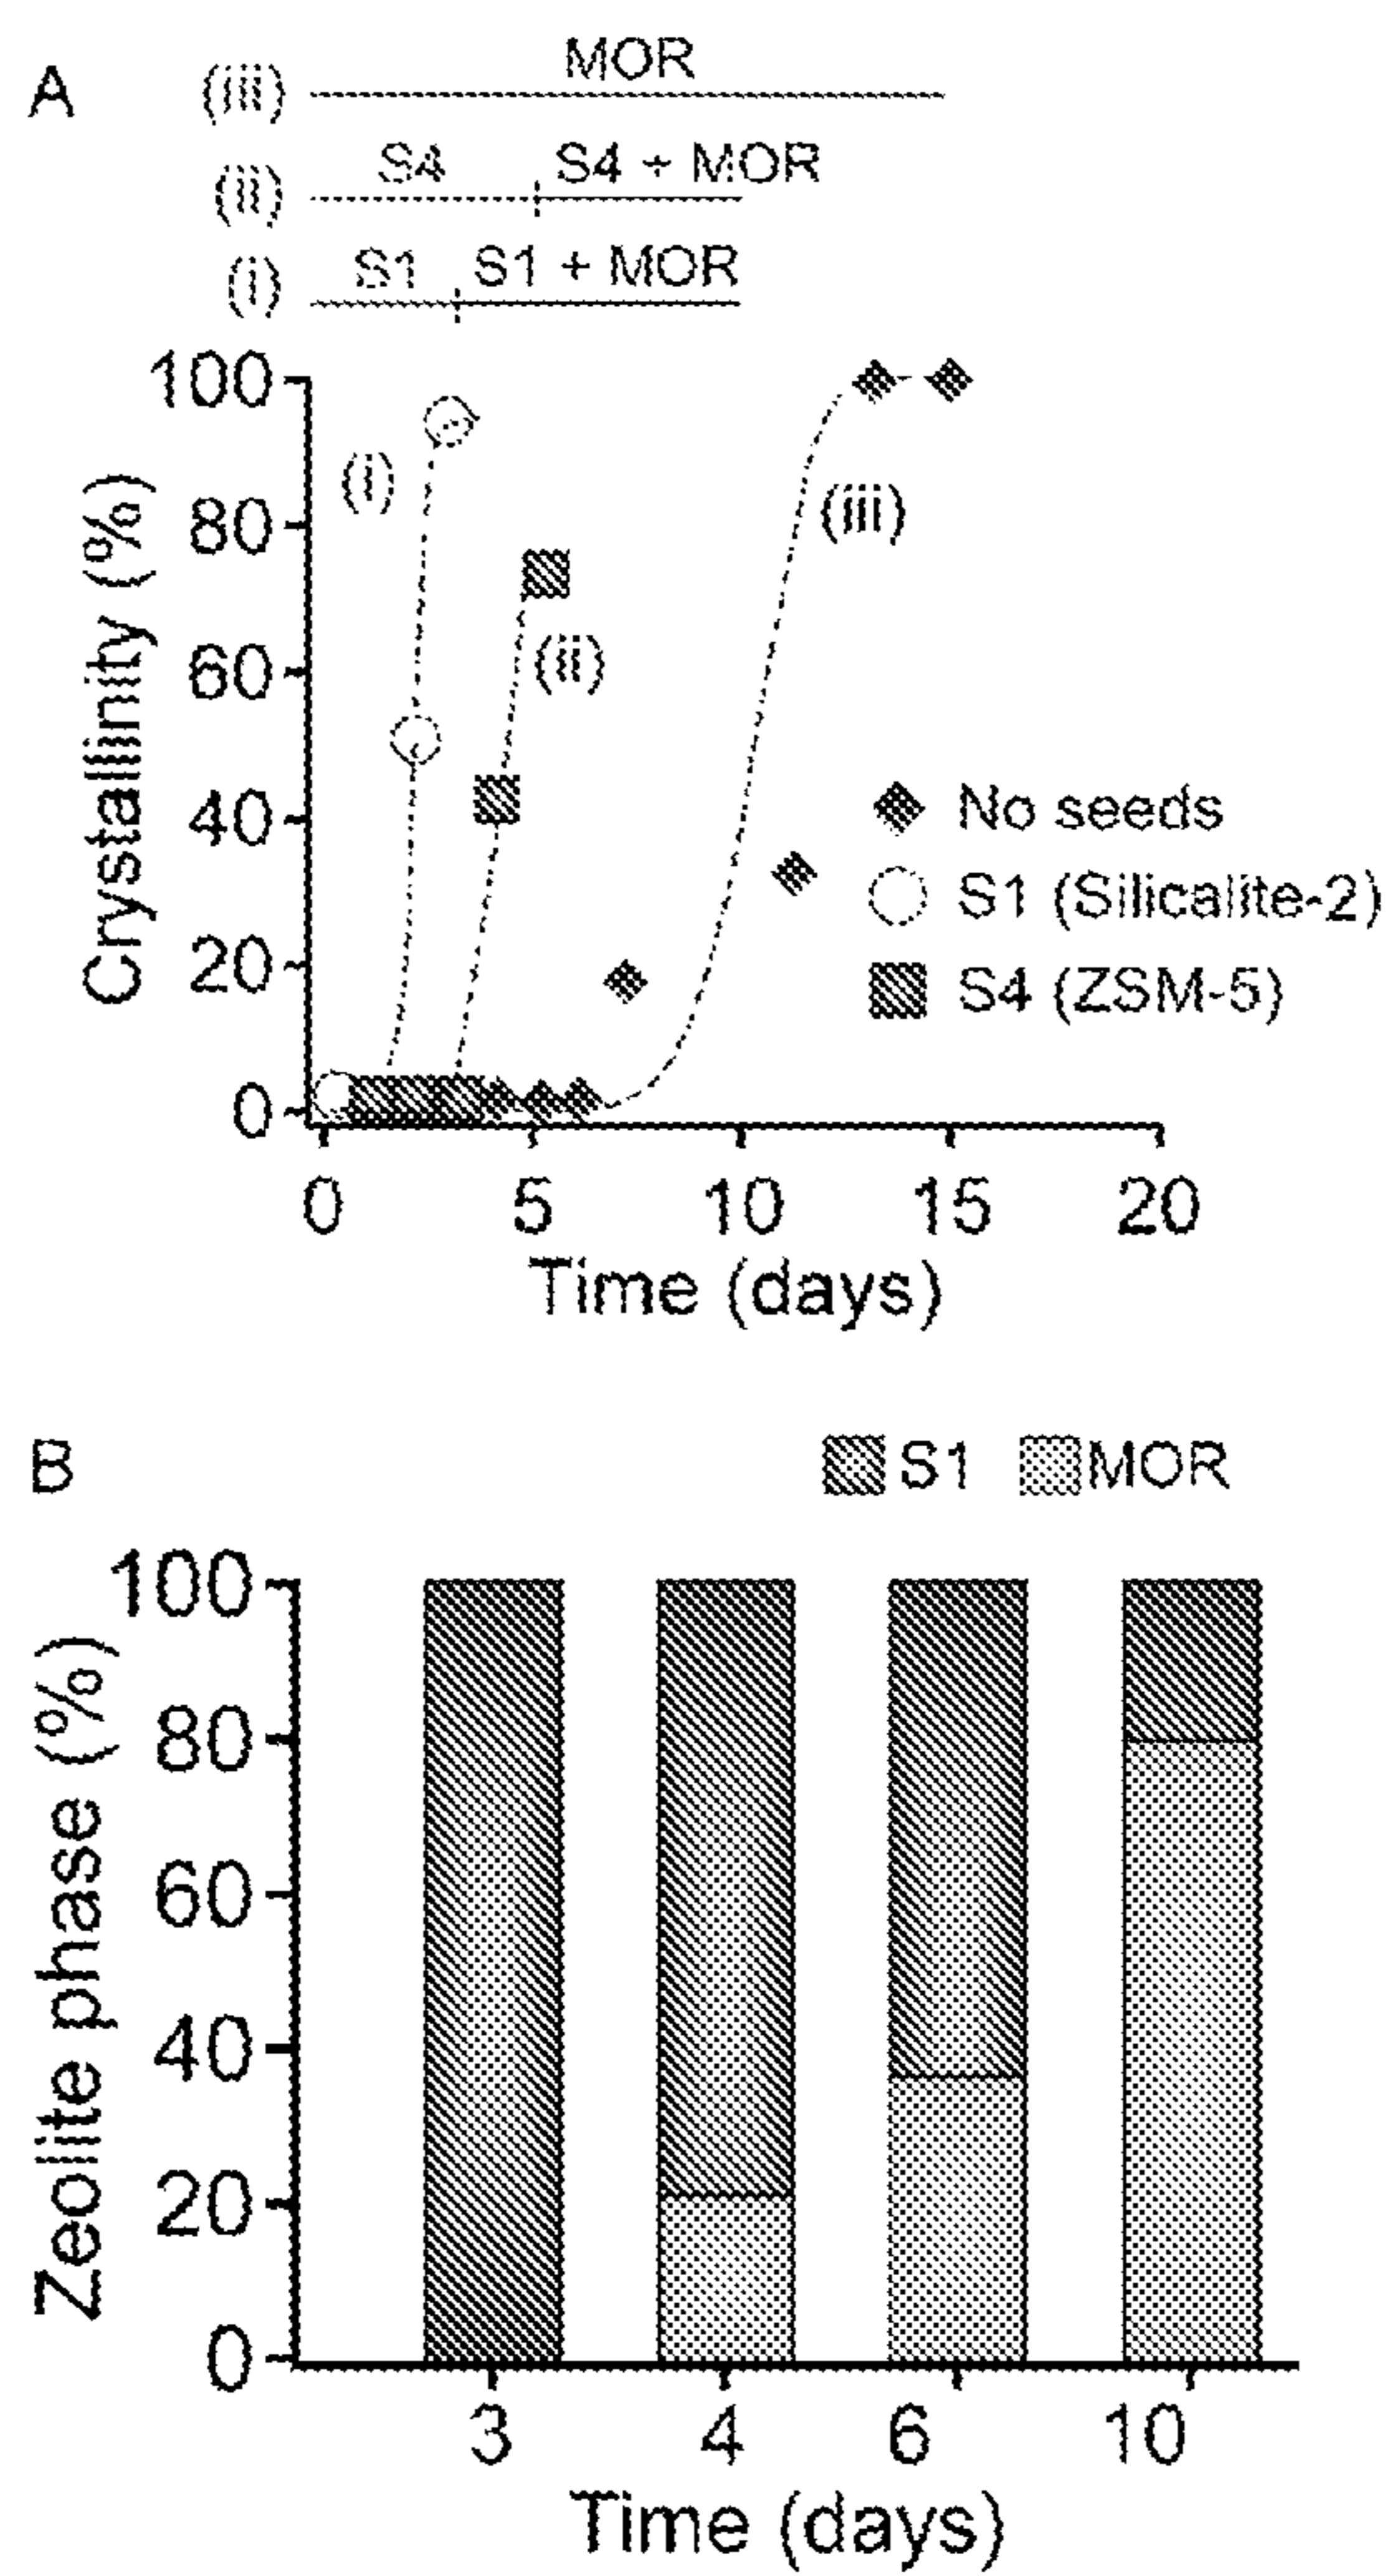 A
(iii) MOR
(ii) S4 S4 + MOR
(i) S1 S1 + MOR
100
80
60
40
20
0
Crystallinity (%)
(i)
(ii)
(iii)
No seeds
S1 (Silicalite-2)
S4 (ZSM-5)
0 5 10 15 20
Time (days)
B
S1 MOR
100
80
60
40
20
0
Zeolite phase (%)
3 4 6 10
Time (days)